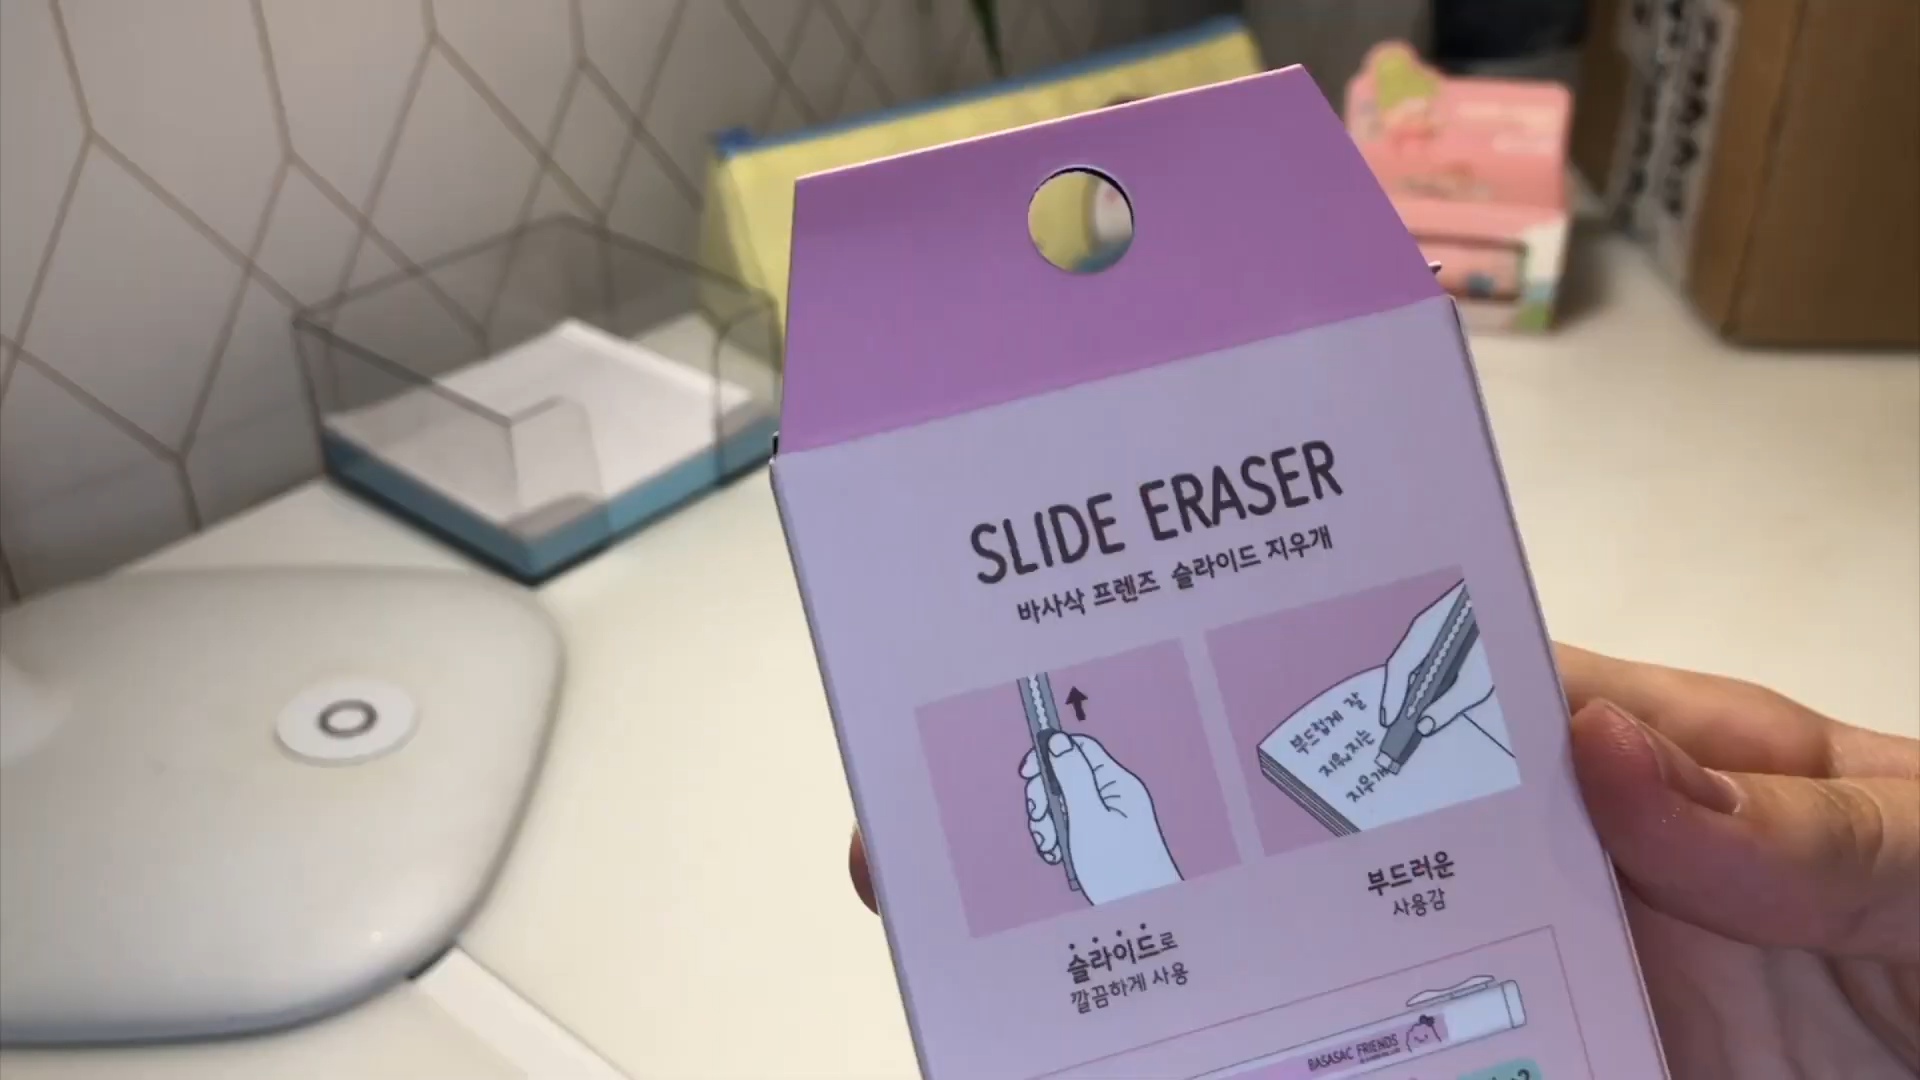 SLIDE ERASER
바사삭 프렌즈 슬라이드 지우개
부드럽게 잘
지워지는
지우개
슬라이드로
깔끔하게 사용
부드러운
사용감
BASASAC FRIENDS